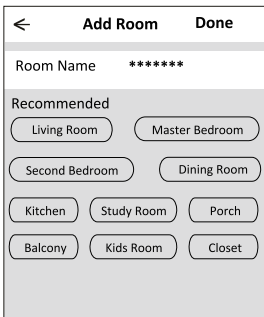 Add Room Done
Room Name *******
Recommended
Living Room Master Bedroom
Second Bedroom Dining Room
Kitchen Study Room Porch
Balcony Kids Room Closet